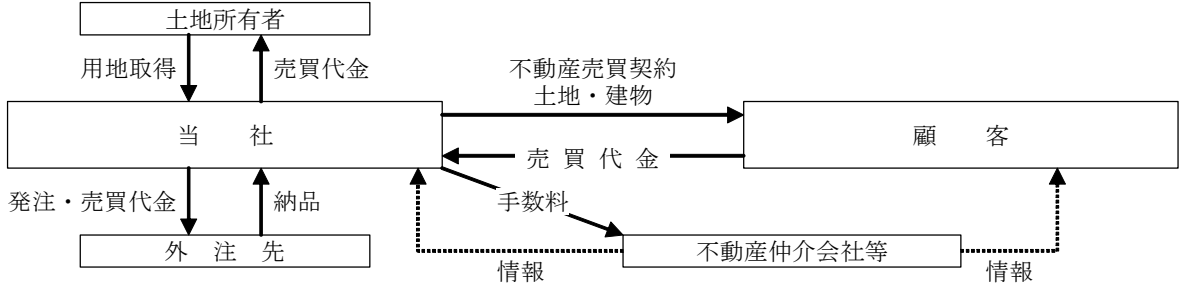 土地所有者
用地取得
売買代金
不動産売買契約
土地・建物
当　社
顧　客
売買代金
発注・売買代金
納品
手数料
外注先
不動産仲介会社等
情報
情報